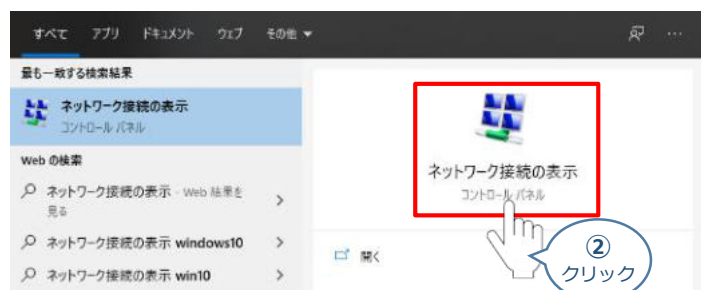 すべて アプリ ドキュメント ウェブ その他 ▼
最も一致する検索結果
ネットワーク接続の表示
コントロール パネル
Web の検索
ネットワーク接続の表示 - Web 結果を
見る
ネットワーク接続の表示 windows10
ネットワーク接続の表示 win10
ネットワーク接続の表示
コントロール パネル
開く
②
クリック